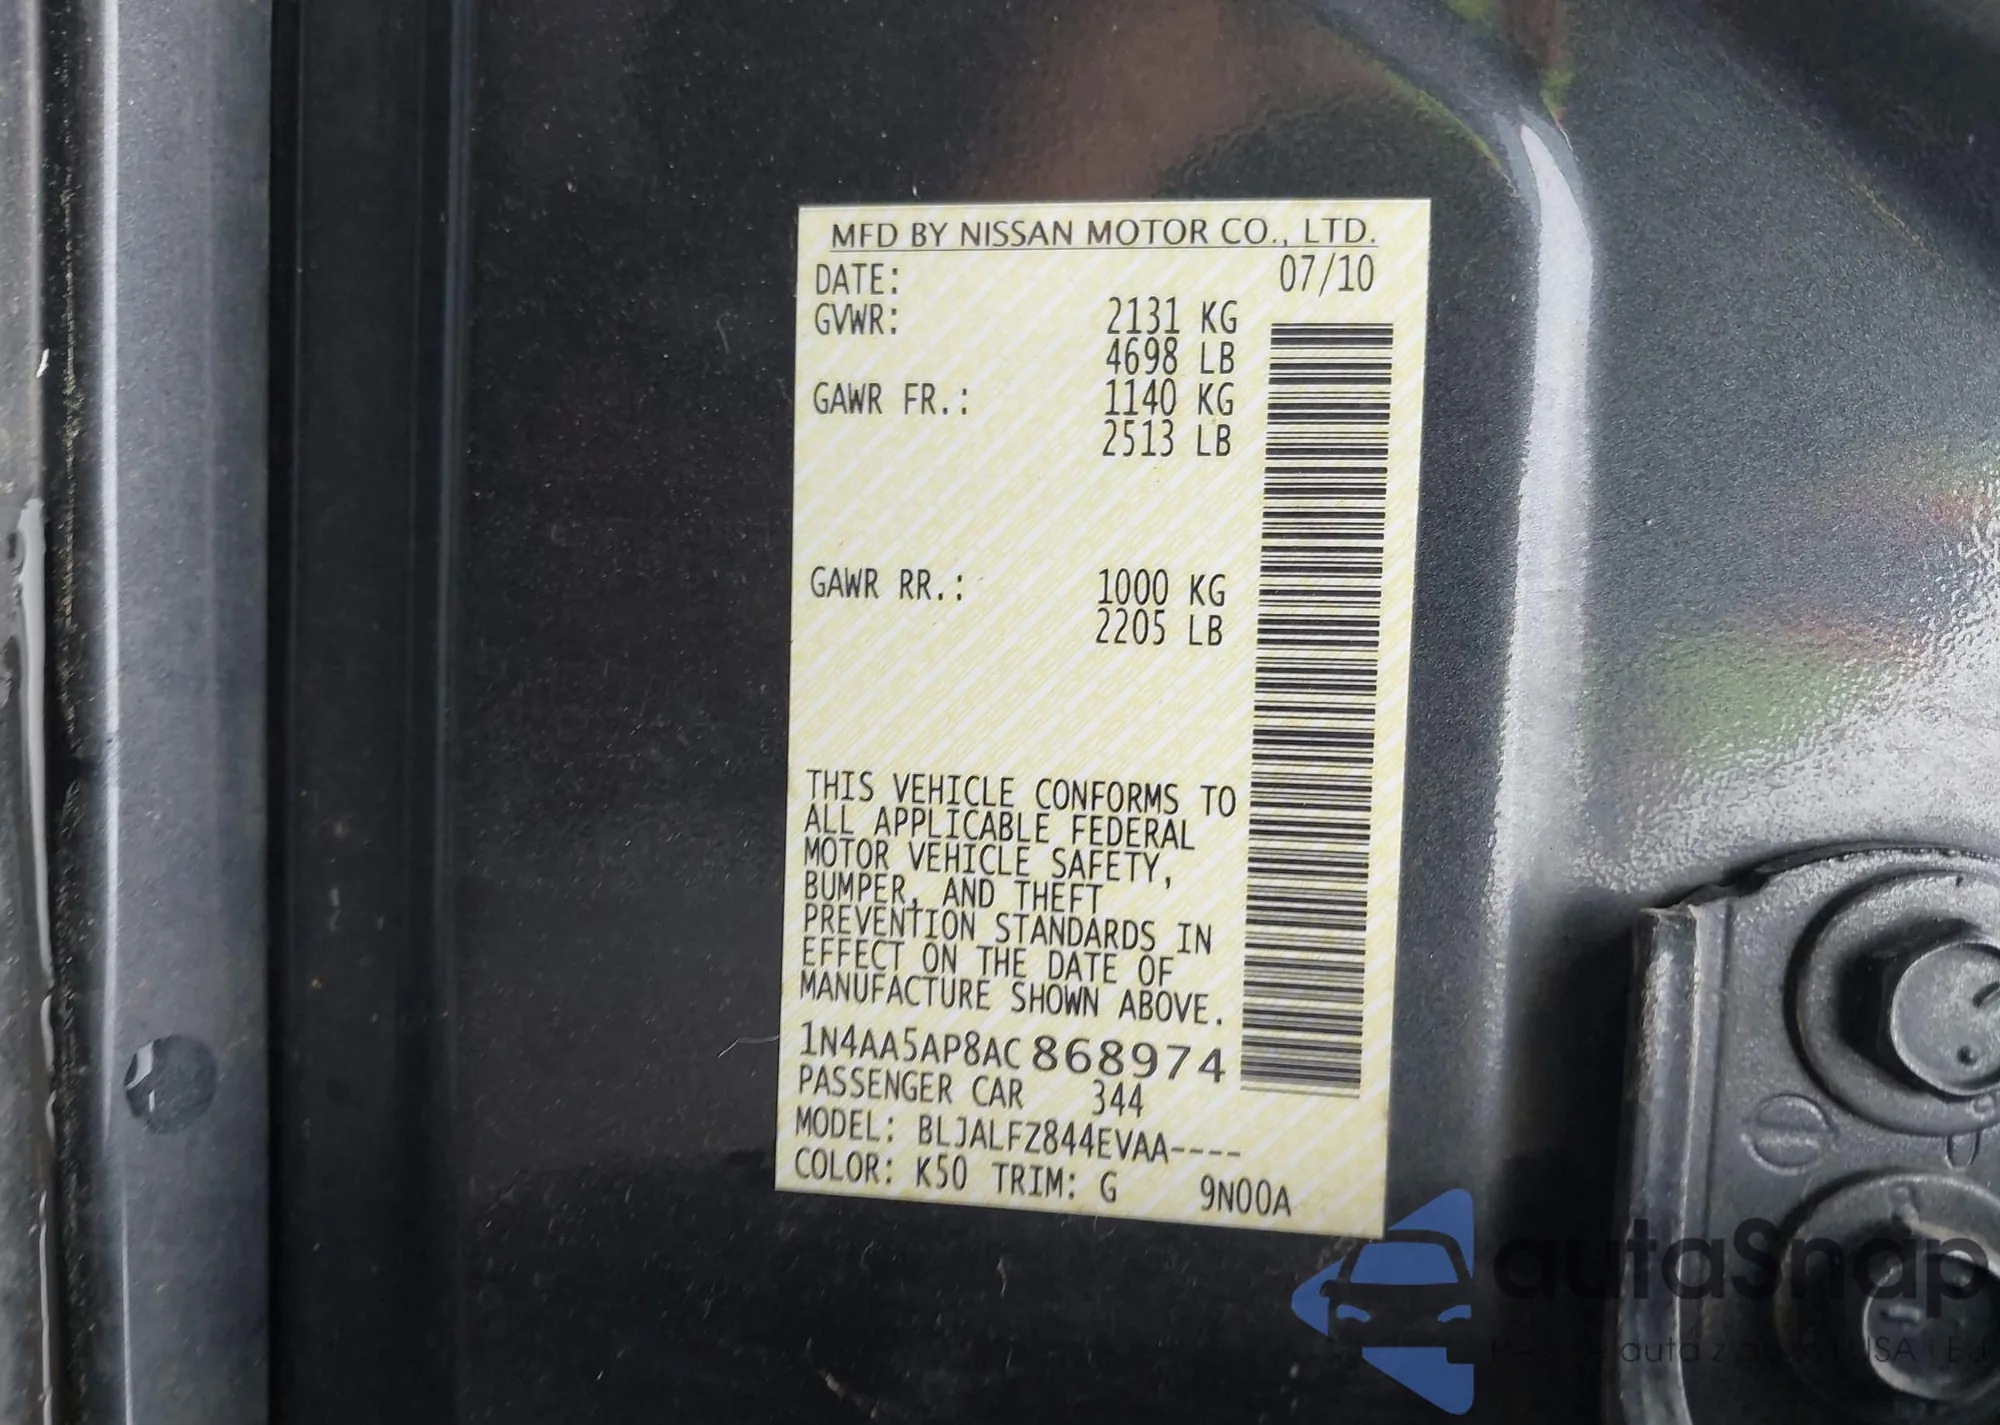 MFD BY NISSAN MOTOR CO., LTD.
DATE: 07/10
GVWR: 2131 KG
4698 LB
GAWR FR.: 1140 KG
2513 LB
GAWR RR.: 1000 KG
2205 LB
THIS VEHICLE CONFORMS TO
ALL APPLICABLE FEDERAL
MOTOR VEHICLE SAFETY,
BUMPER, AND THEFT
PREVENTION STANDARDS IN
EFFECT ON THE DATE OF
MANUFACTURE SHOWN ABOVE.
1N4AA5AP8AC868974
PASSENGER CAR 344
MODEL: BLJALFZ844EVAA----
COLOR: K50 TRIM: G 9N00A
autaSnap
auta z